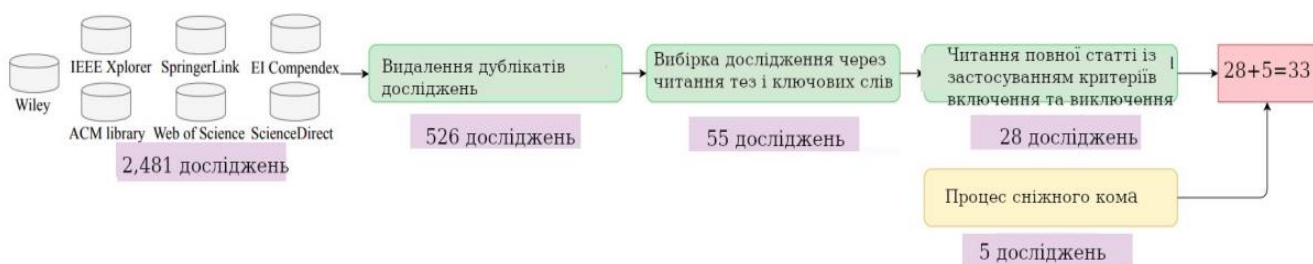 IEEE Xplorer
SpringerLink
EI Compendex
Wiley
ACM library
Web of Science
ScienceDirect
2,481 досліджень
Видалення дублікатів
досліджень
526 досліджень
Вибірка дослідження через
читання тез і ключових слів
55 досліджень
Читання повної статті із
застосуванням критеріїв
включення та виключення
28 досліджень
28+5=33
Процес сніжного кома
5 досліджень